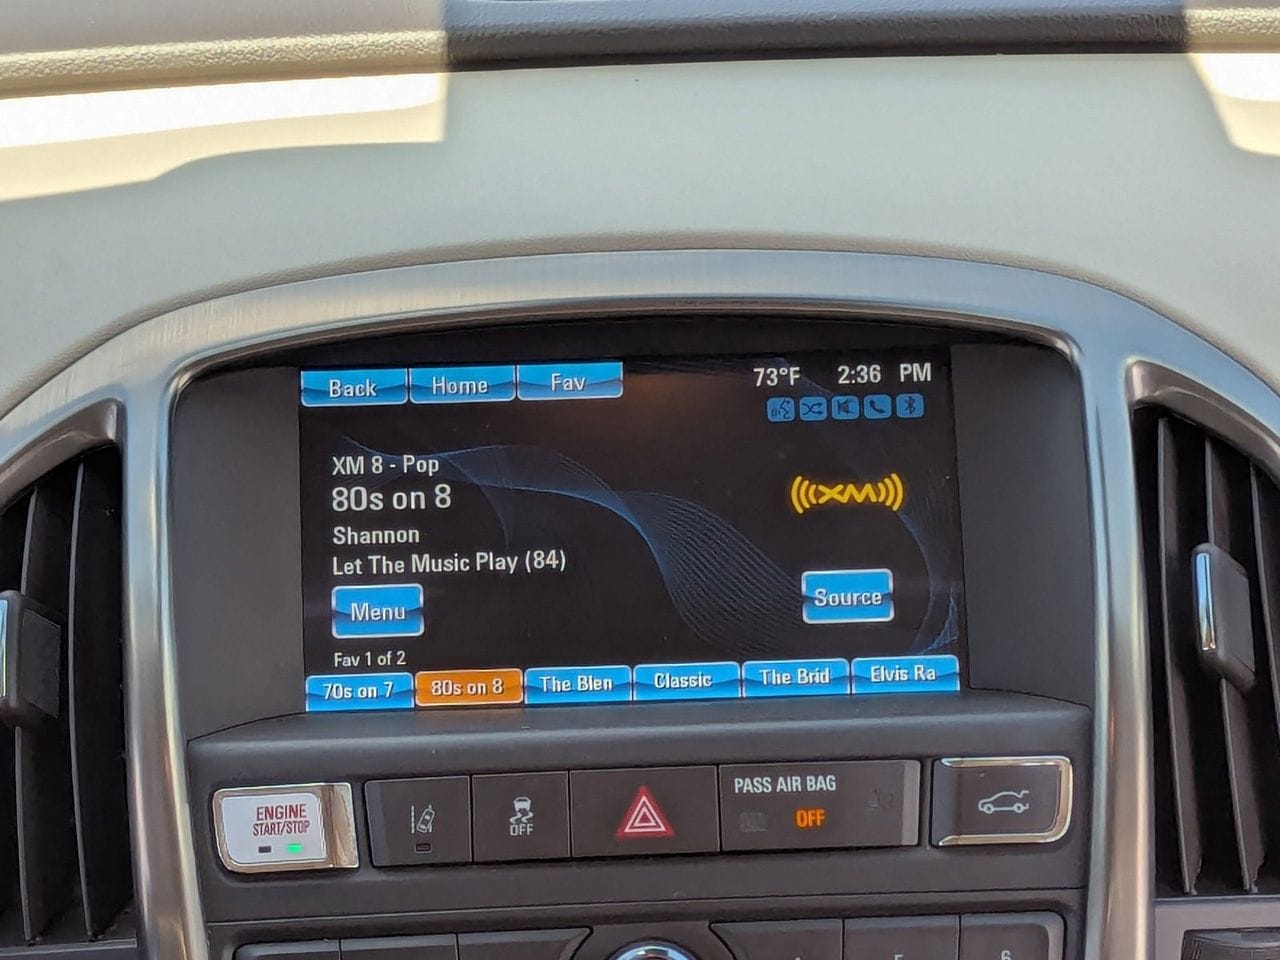 Back Home Fav 73°F 2:36 PM
XM 8 - Pop
80s on 8
XM
Shannon
Let The Music Play (84)
Menu
Source
Fav 1 of 2
70s on 7 80s on 8 The Blen Classic The Brid Elvis Ra
ENGINE
START/STOP
OFF
PASS AIR BAG
OFF
6